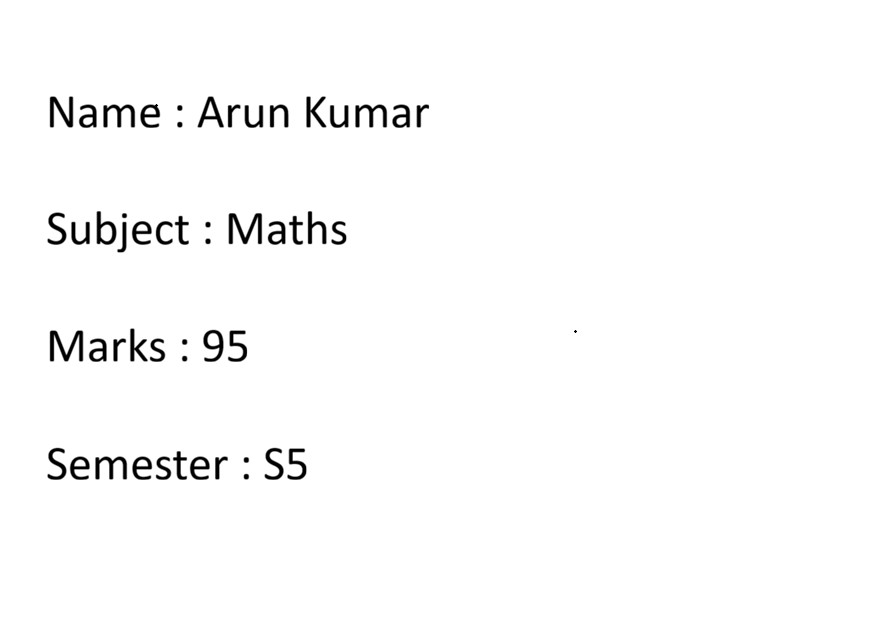 Name : Arun Kumar
Subject : Maths
Marks : 95
Semester : S5